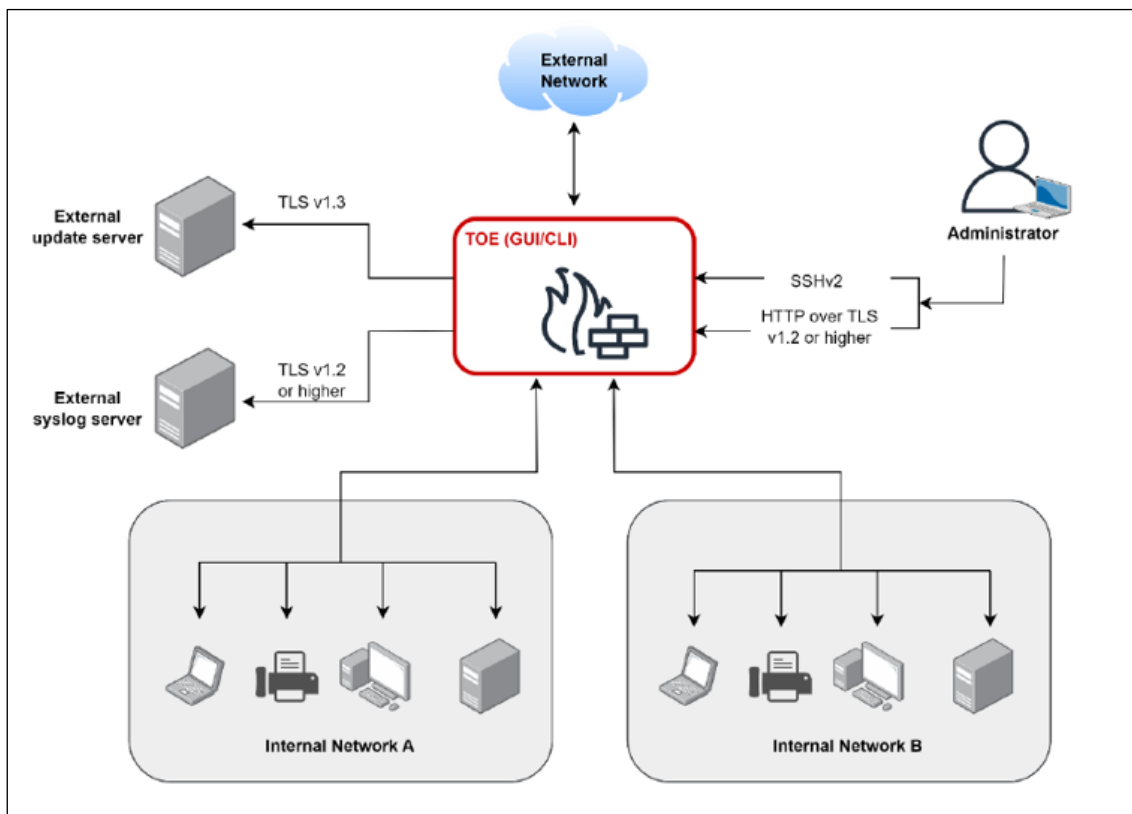 External
Network
TLS v1.3
External
update server
TOE (GUI/CLI)
Administrator
SSHv2
HTTP over TLS
v1.2 or higher
TLS v1.2
or higher
External
syslog server
Internal Network A
Internal Network B